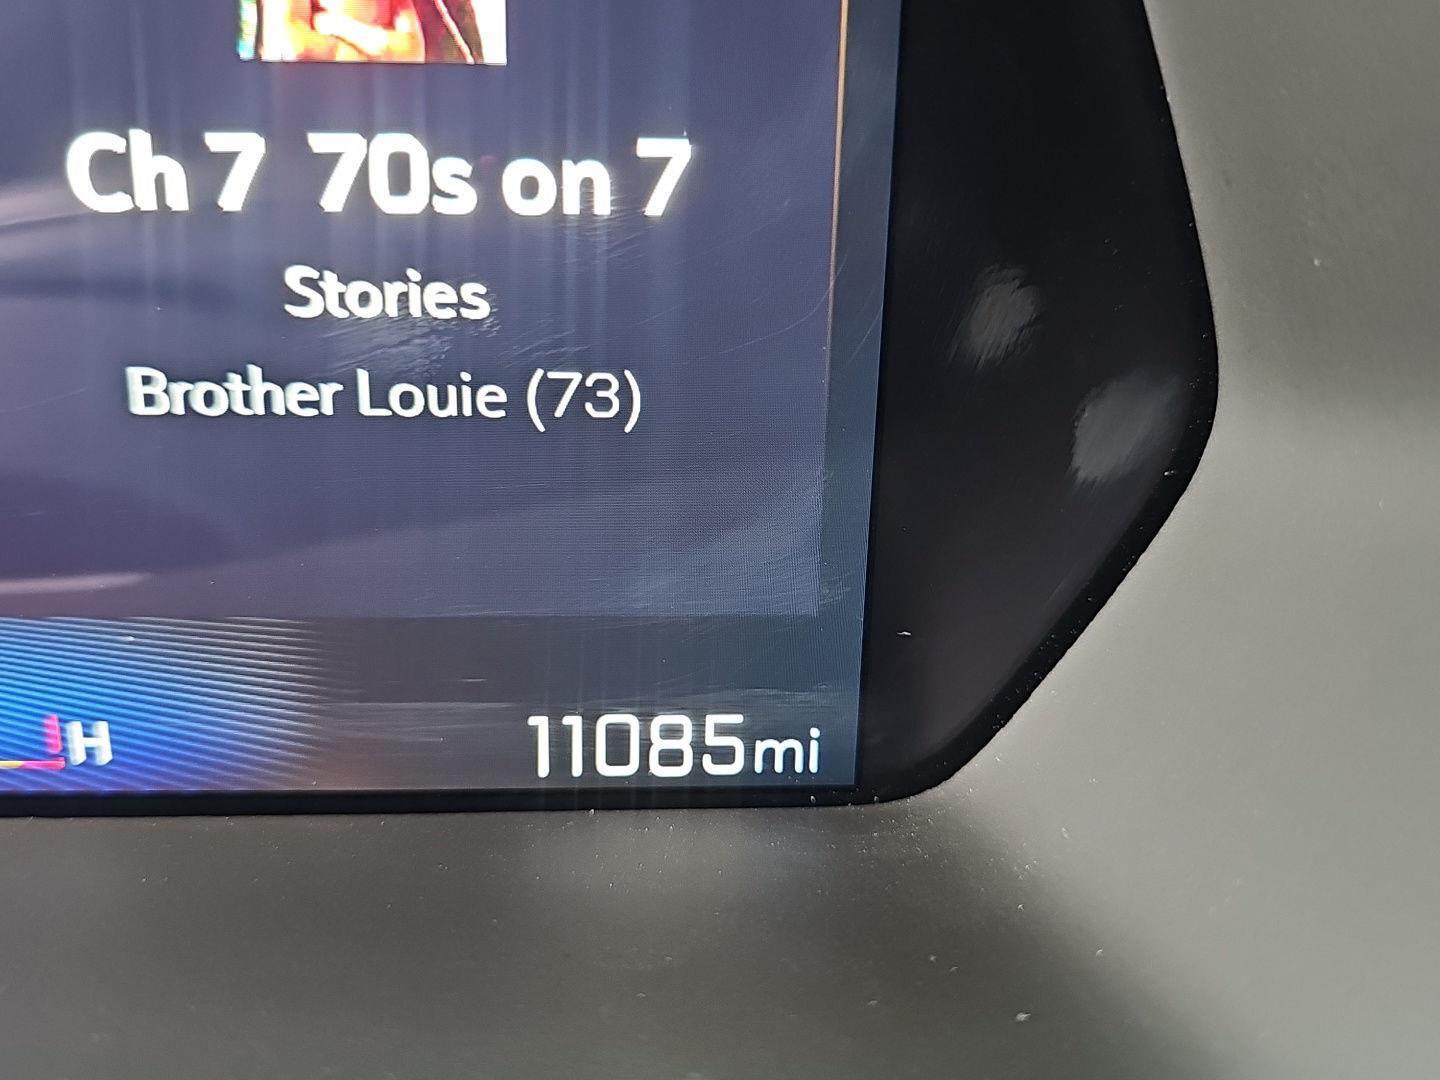 Ch 7 70s on 7
Stories
Brother Louie (73)
H
11085mi